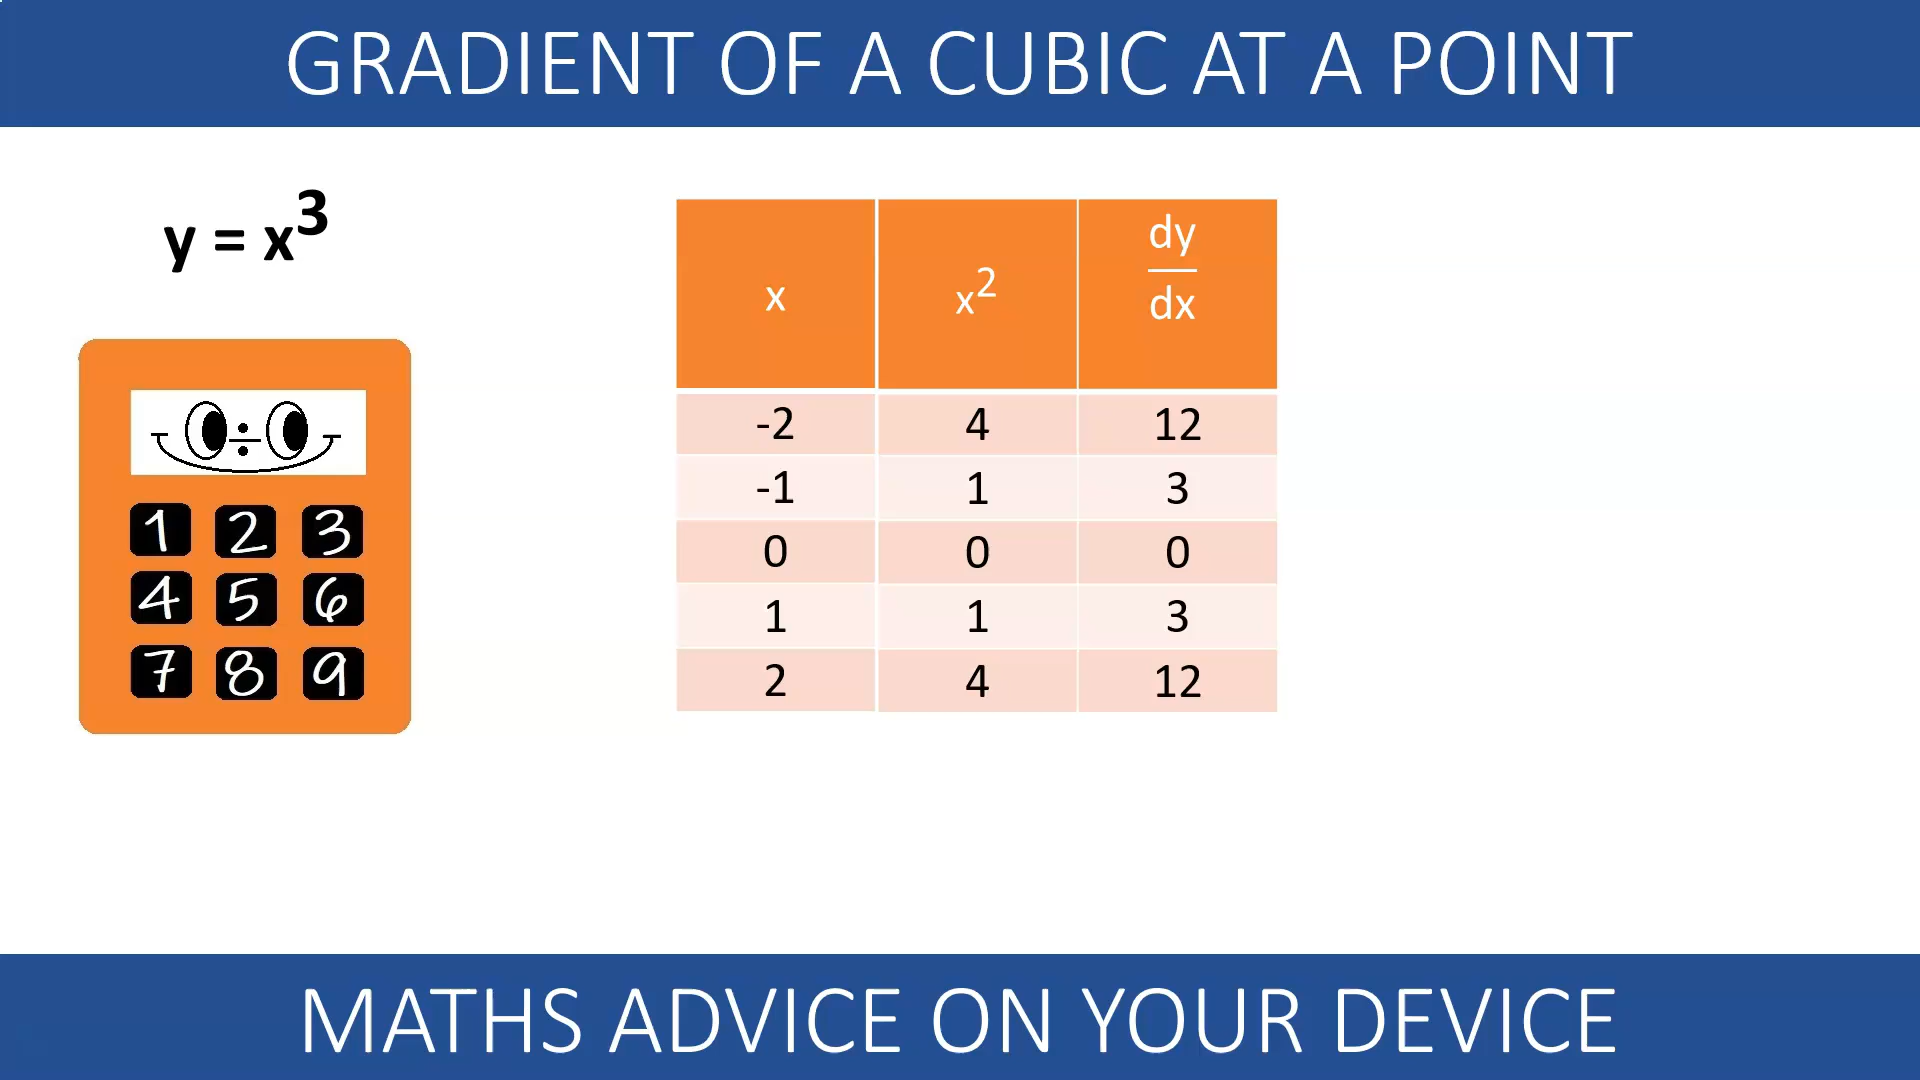 GRADIENT OF A CUBIC AT A POINT
y = x³
1 2 3
4 5 6
7 8 9
x x² dy/dx
-2 4 12
-1 1 3
0 0 0
1 1 3
2 4 12
MATHS ADVICE ON YOUR DEVICE